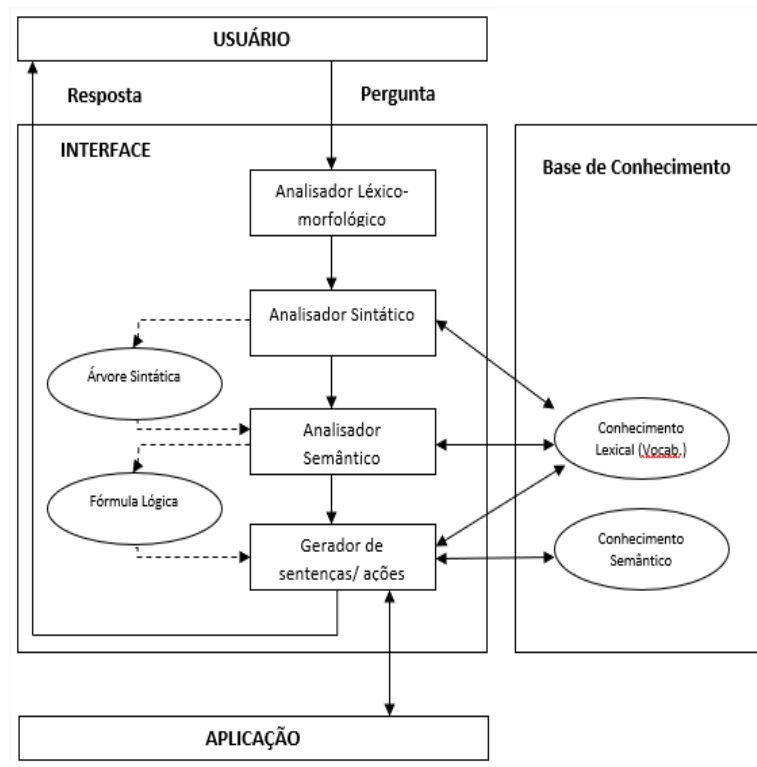 USUÁRIO
Resposta
Pergunta
INTERFACE
Base de Conhecimento
Analisador Léxico-
morfológico
Analisador Sintático
Árvore Sintática
Analisador
Semântico
Conhecimento
Lexical (Vocab.)
Fórmula Lógica
Gerador de
sentenças/ ações
Conhecimento
Semântico
APLICAÇÃO